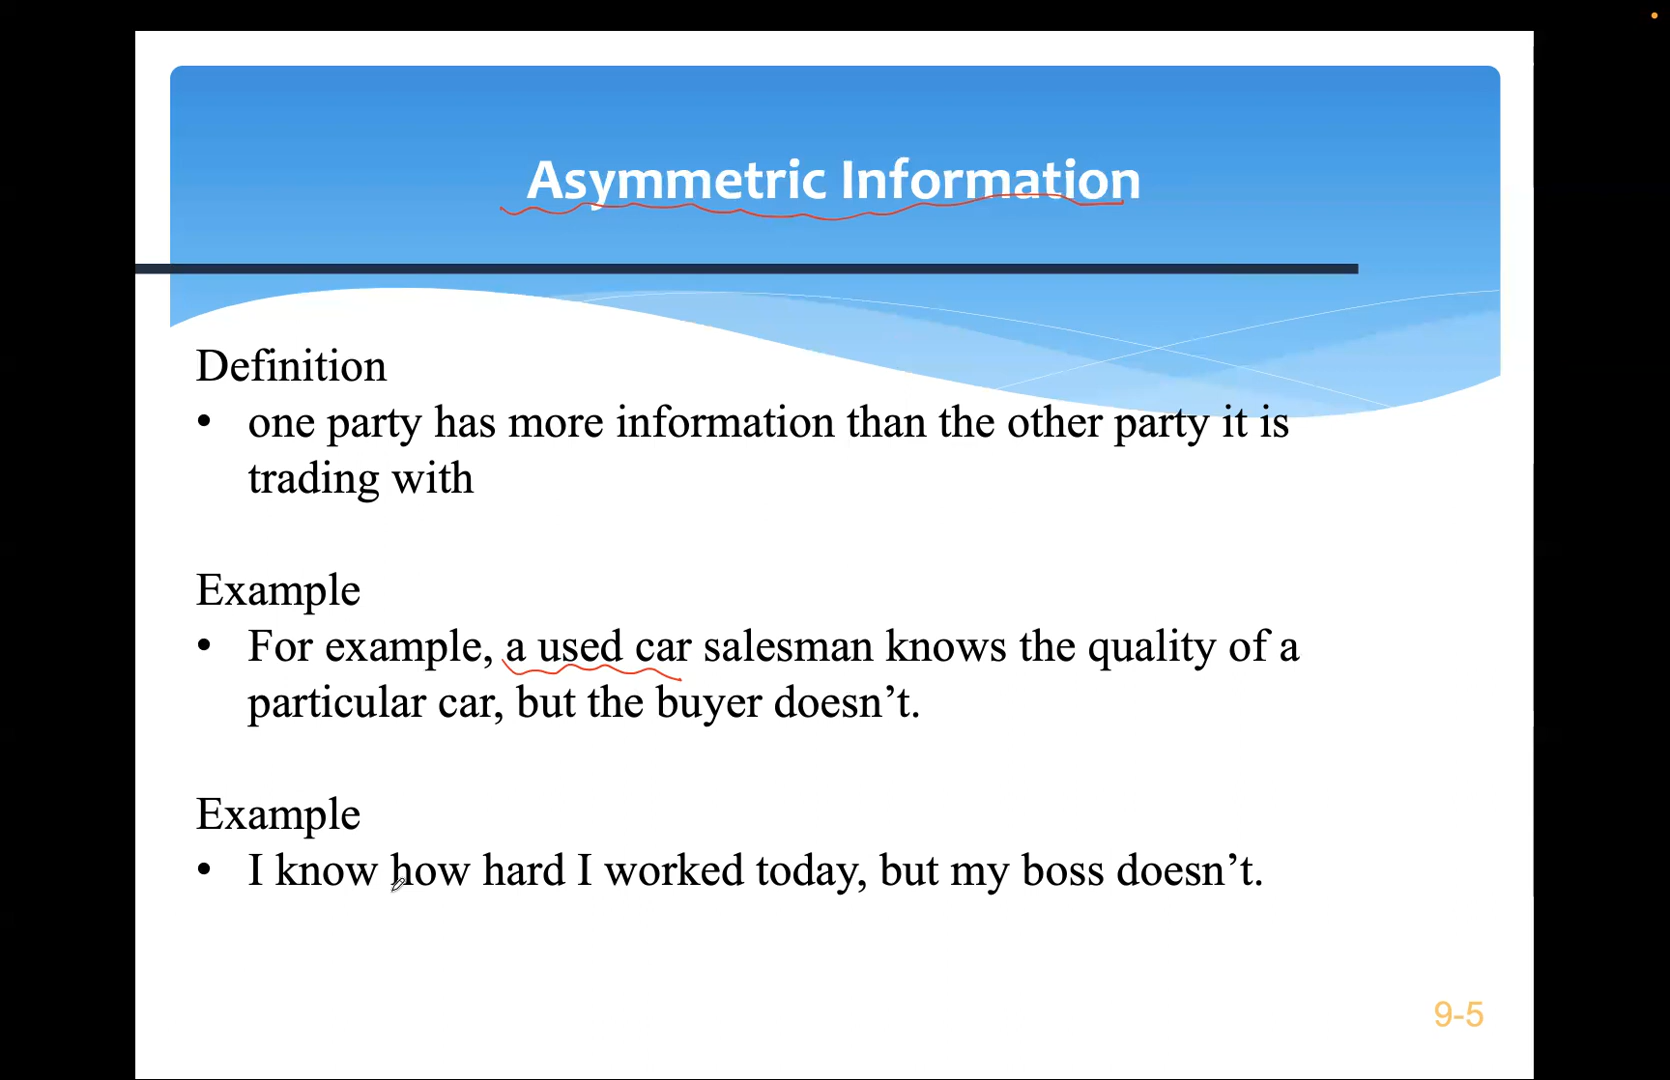 Asymmetric Information
Definition
• one party has more information than the other party it is
trading with
Example
• For example, a used car salesman knows the quality of a
particular car, but the buyer doesn’t.
Example
• I know how hard I worked today, but my boss doesn’t.
9-5